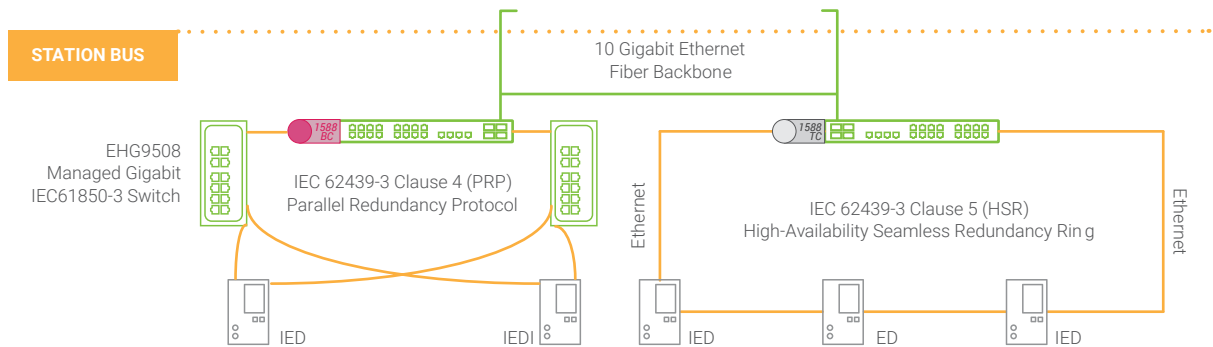 STATION BUS
10 Gigabit Ethernet
Fiber Backbone
1588
BC
1588
TC
EHG9508
Managed Gigabit
IEC61850-3 Switch
IEC 62439-3 Clause 4 (PRP)
Parallel Redundancy Protocol
Ethernet
IEC 62439-3 Clause 5 (HSR)
High-Availability Seamless Redundancy Rin g
Ethernet
IED
IEDI
IED
ED
IED